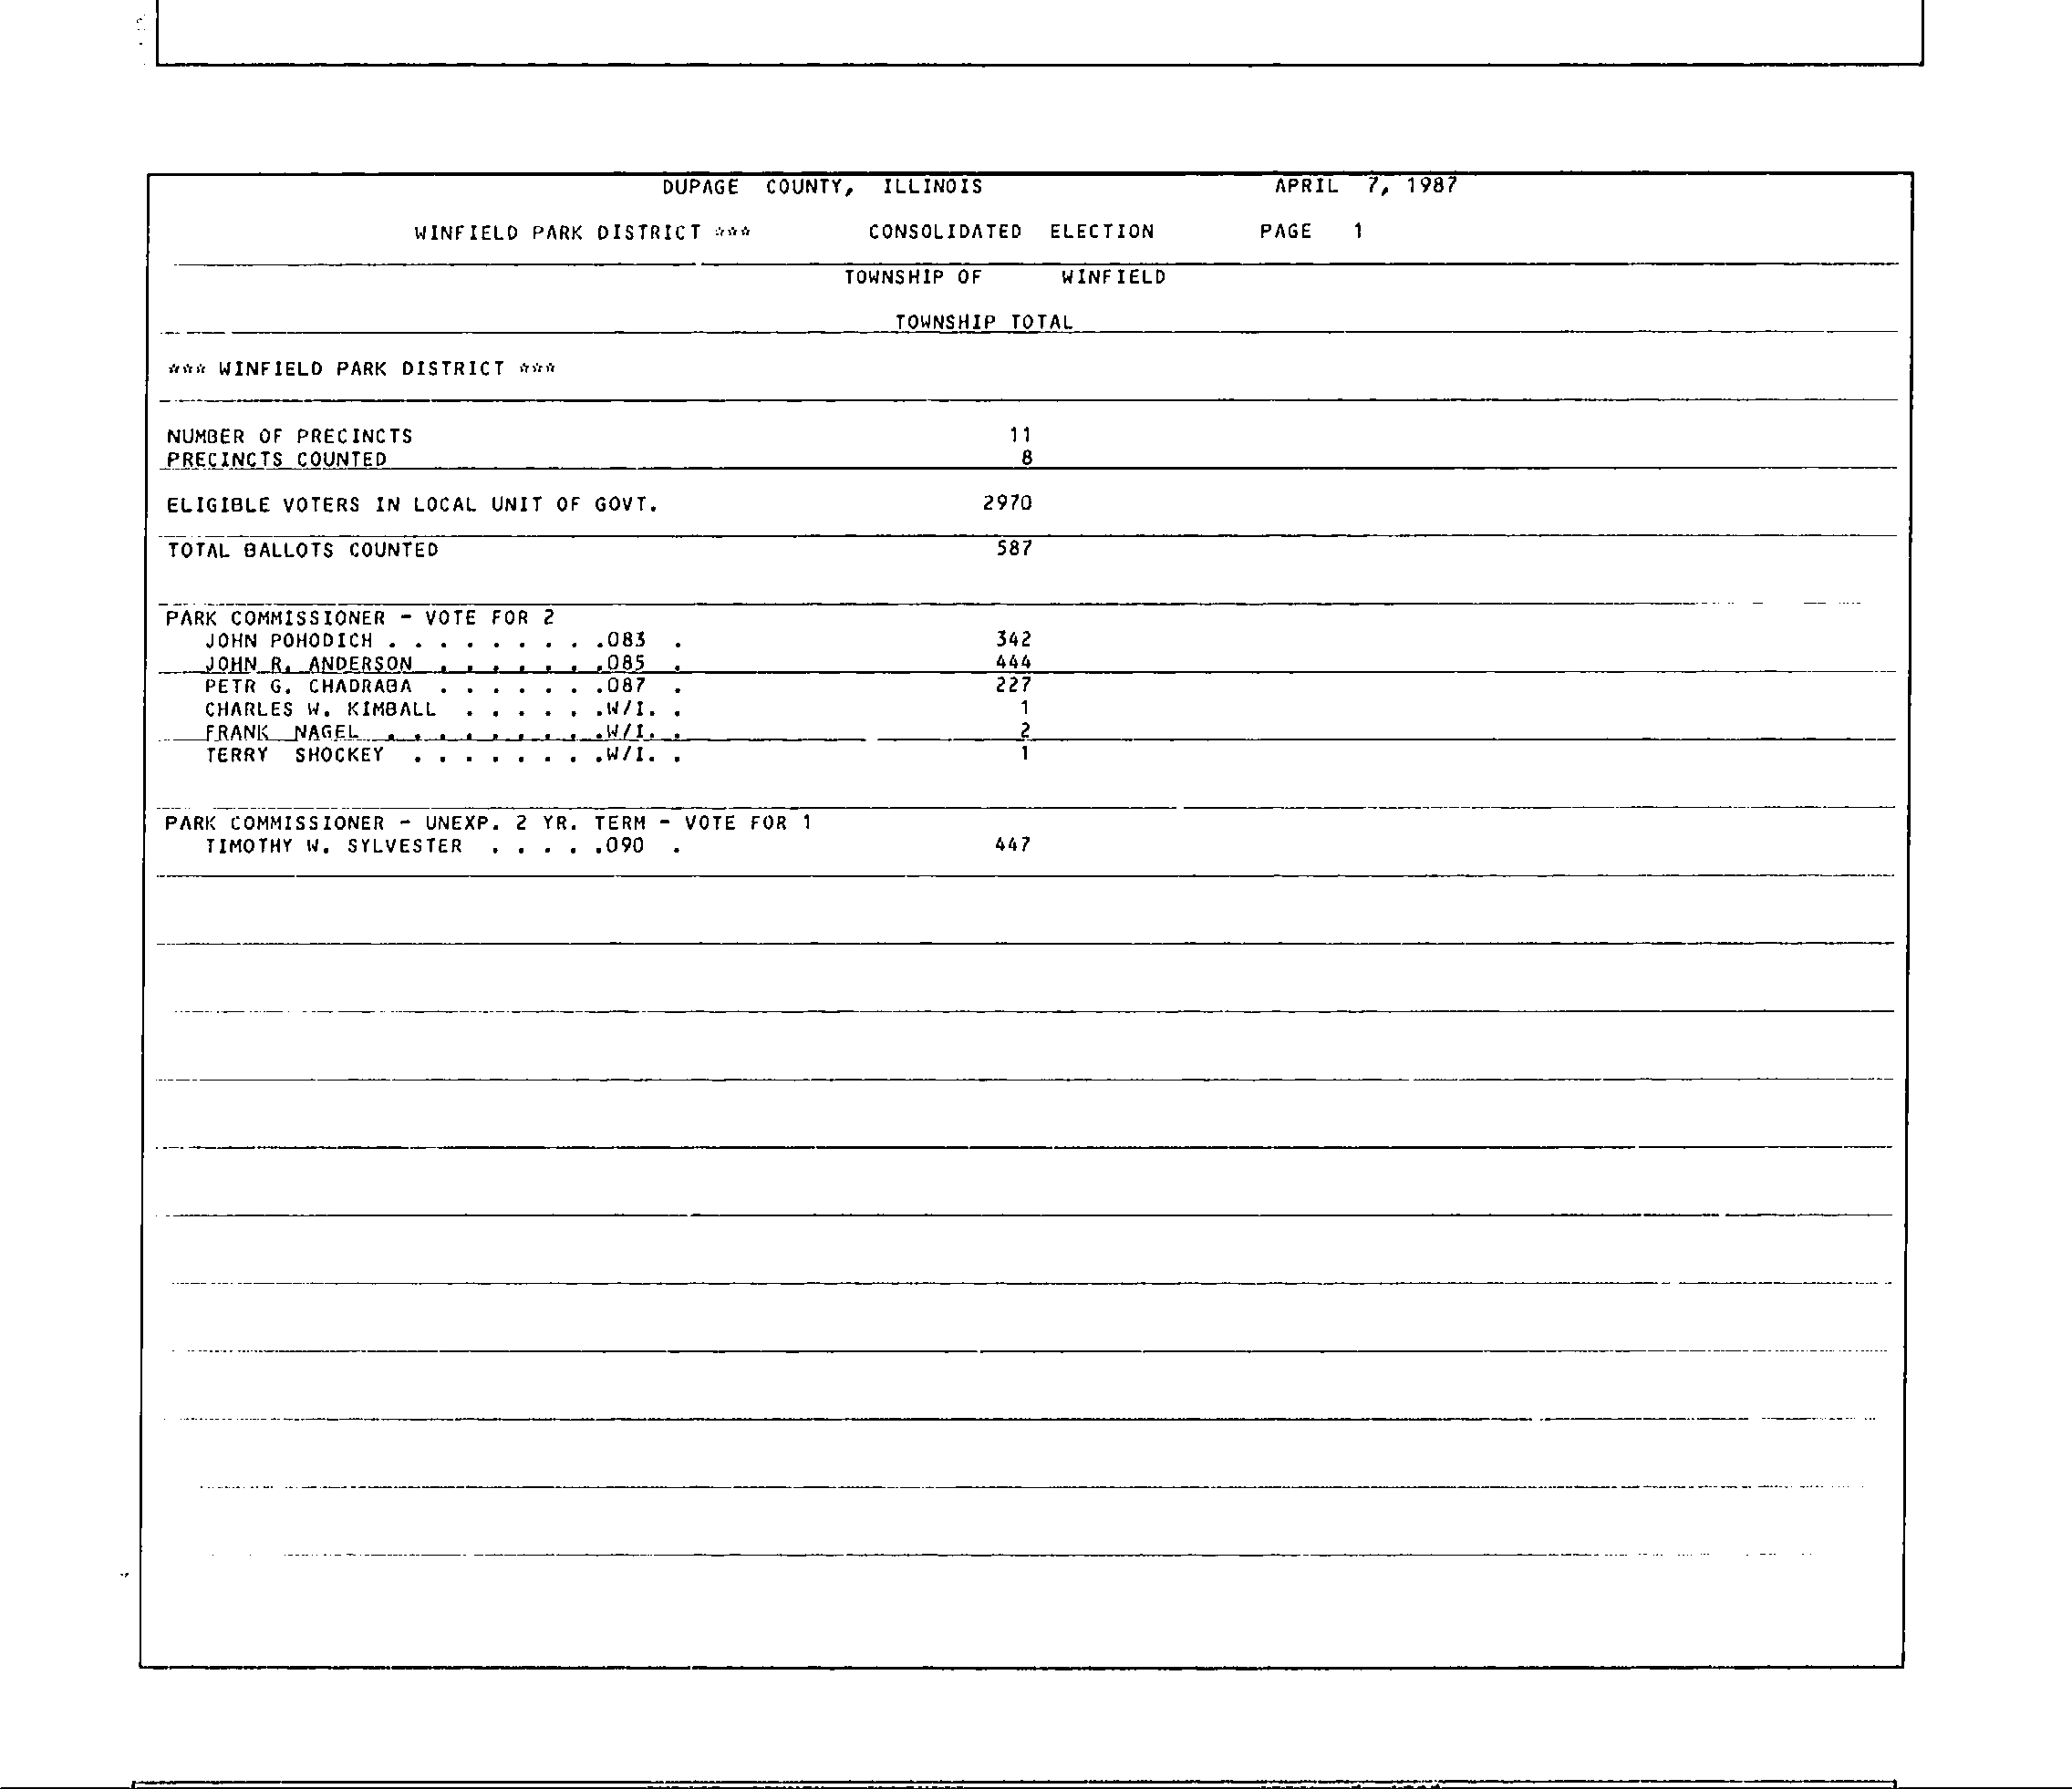 DUPAGE COUNTY, ILLINOIS APRIL 7, 1987
WINFIELD PARK DISTRICT *** CONSOLIDATED ELECTION PAGE 1
TOWNSHIP OF WINFIELD
TOWNSHIP TOTAL
*** WINFIELD PARK DISTRICT ***
NUMBER OF PRECINCTS 11
PRECINCTS COUNTED 8
ELIGIBLE VOTERS IN LOCAL UNIT OF GOVT. 2970
TOTAL BALLOTS COUNTED 587
PARK COMMISSIONER - VOTE FOR 2
JOHN POHODICH . . . . . . . . .083 . 342
JOHN R. ANDERSON . . . . . . .085 . 444
PETR G. CHADRABA . . . . . . .087 . 227
CHARLES W. KIMBALL . . . . . .W/I. . 1
FRANK NAGEL . . . . . . . . .W/I. . 2
TERRY SHOCKEY . . . . . . . .W/I. . 1
PARK COMMISSIONER - UNEXP. 2 YR. TERM - VOTE FOR 1
TIMOTHY W. SYLVESTER . . . . .090 . 447